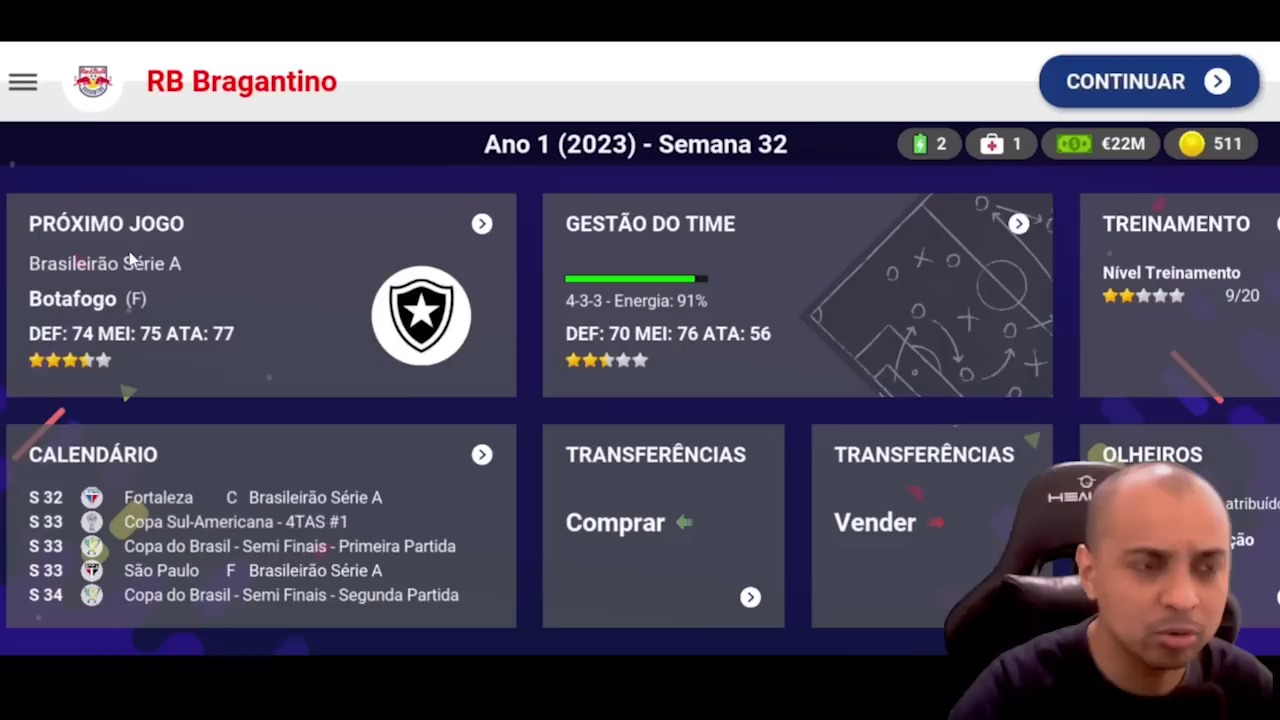 RB Bragantino
CONTINUAR
Ano 1 (2023) - Semana 32
2
1
€22M
511
PRÓXIMO JOGO
Brasileirão Série A
Botafogo (F)
DEF: 74 MEI: 75 ATA: 77
GESTÃO DO TIME
4-3-3 - Energia: 91%
DEF: 70 MEI: 76 ATA: 56
TREINAMENTO
Nível Treinamento
9/20
CALENDÁRIO
S 32 Fortaleza C Brasileirão Série A
S 33 Copa Sul-Americana - 4TAS #1
S 33 Copa do Brasil - Semi Finais - Primeira Partida
S 33 São Paulo F Brasileirão Série A
S 34 Copa do Brasil - Semi Finais - Segunda Partida
TRANSFERÊNCIAS
Comprar
TRANSFERÊNCIAS
Vender
OLHEIROS